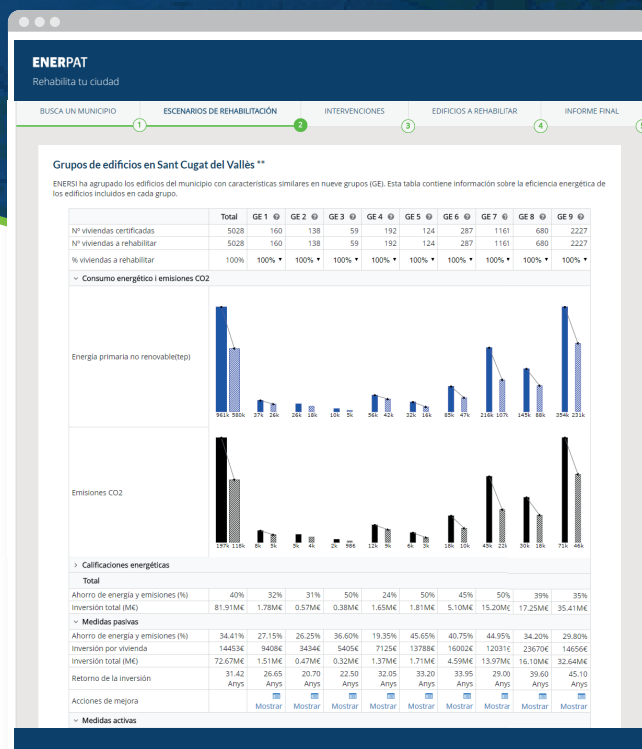 ENERPAT
Rehabilita tu ciudad
BUSCA UN MUNICIPIO ESCENARIOS DE REHABILITACIÓN INTERVENCIONES EDIFICIOS A REHABILITAR INFORME FINAL
1 2 3 4 5
Grupos de edificios en Sant Cugat del Vallès **
ENERSI ha agrupado los edificios del municipio con características similares en nueve grupos (GE). Esta tabla contiene información sobre la eficiencia energética de
los edificios incluidos en cada grupo.
Total GE 1 GE 2 GE 3 GE 4 GE 5 GE 6 GE 7 GE 8 GE 9
Nº viviendas certificadas 5028 160 138 59 192 124 287 1161 680 2227
Nº viviendas a rehabilitar 5028 160 138 59 192 124 287 1161 680 2227
% viviendas a rehabilitar 100% 100% 100% 100% 100% 100% 100% 100% 100% 100%
Consumo energético i emisiones CO2
Energía primaria no renovable(tep)
961k 580k 37k 26k 26k 18k 10k 5k 56k 42k 32k 16k 85k 47k 216k 107k 145k 88k 354k 231k
Emisiones CO2
197k 118k 8k 5k 5k 4k 2k 986 12k 9k 6k 3k 18k 10k 45k 22k 30k 18k 71k 46k
Calificaciones energéticas
Total
Ahorro de energía y emisiones (%) 40% 32% 31% 50% 24% 50% 45% 50% 39% 35%
Inversión total (M€) 81.91M€ 1.78M€ 0.57M€ 0.38M€ 1.65M€ 1.81M€ 5.10M€ 15.20M€ 17.25M€ 35.41M€
Medidas pasivas
Ahorro de energía y emisiones (%) 34.41% 27.15% 26.25% 36.60% 19.35% 45.65% 40.75% 44.95% 34.20% 29.80%
Inversión por vivienda 14453€ 9408€ 3434€ 5405€ 7125€ 13788€ 16002€ 12031€ 23670€ 14656€
Inversión total (M€) 72.67M€ 1.51M€ 0.47M€ 0.32M€ 1.37M€ 1.71M€ 4.59M€ 13.97M€ 16.10M€ 32.64M€
Retorno de la inversión 31.42 26.65 20.70 22.50 32.05 33.20 33.95 29.00 39.60 45.10
Anys Anys Anys Anys Anys Anys Anys Anys Anys Anys
Acciones de mejora Mostrar Mostrar Mostrar Mostrar Mostrar Mostrar Mostrar Mostrar Mostrar
Medidas activas